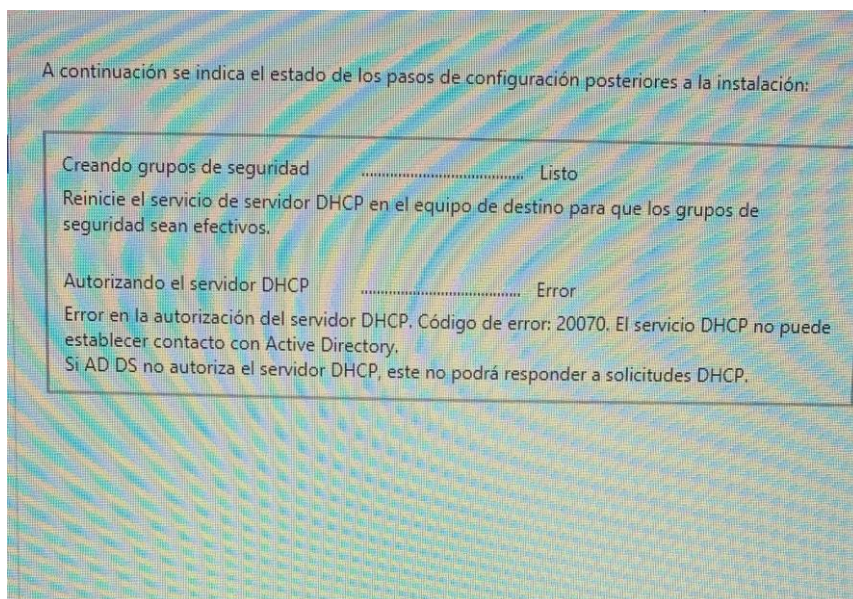 A continuación se indica el estado de los pasos de configuración posteriores a la instalación:
Creando grupos de seguridad ........................................ Listo
Reinicie el servicio de servidor DHCP en el equipo de destino para que los grupos de
seguridad sean efectivos.
Autorizando el servidor DHCP ........................................ Error
Error en la autorización del servidor DHCP. Código de error: 20070. El servicio DHCP no puede
establecer contacto con Active Directory.
Si AD DS no autoriza el servidor DHCP, este no podrá responder a solicitudes DHCP.